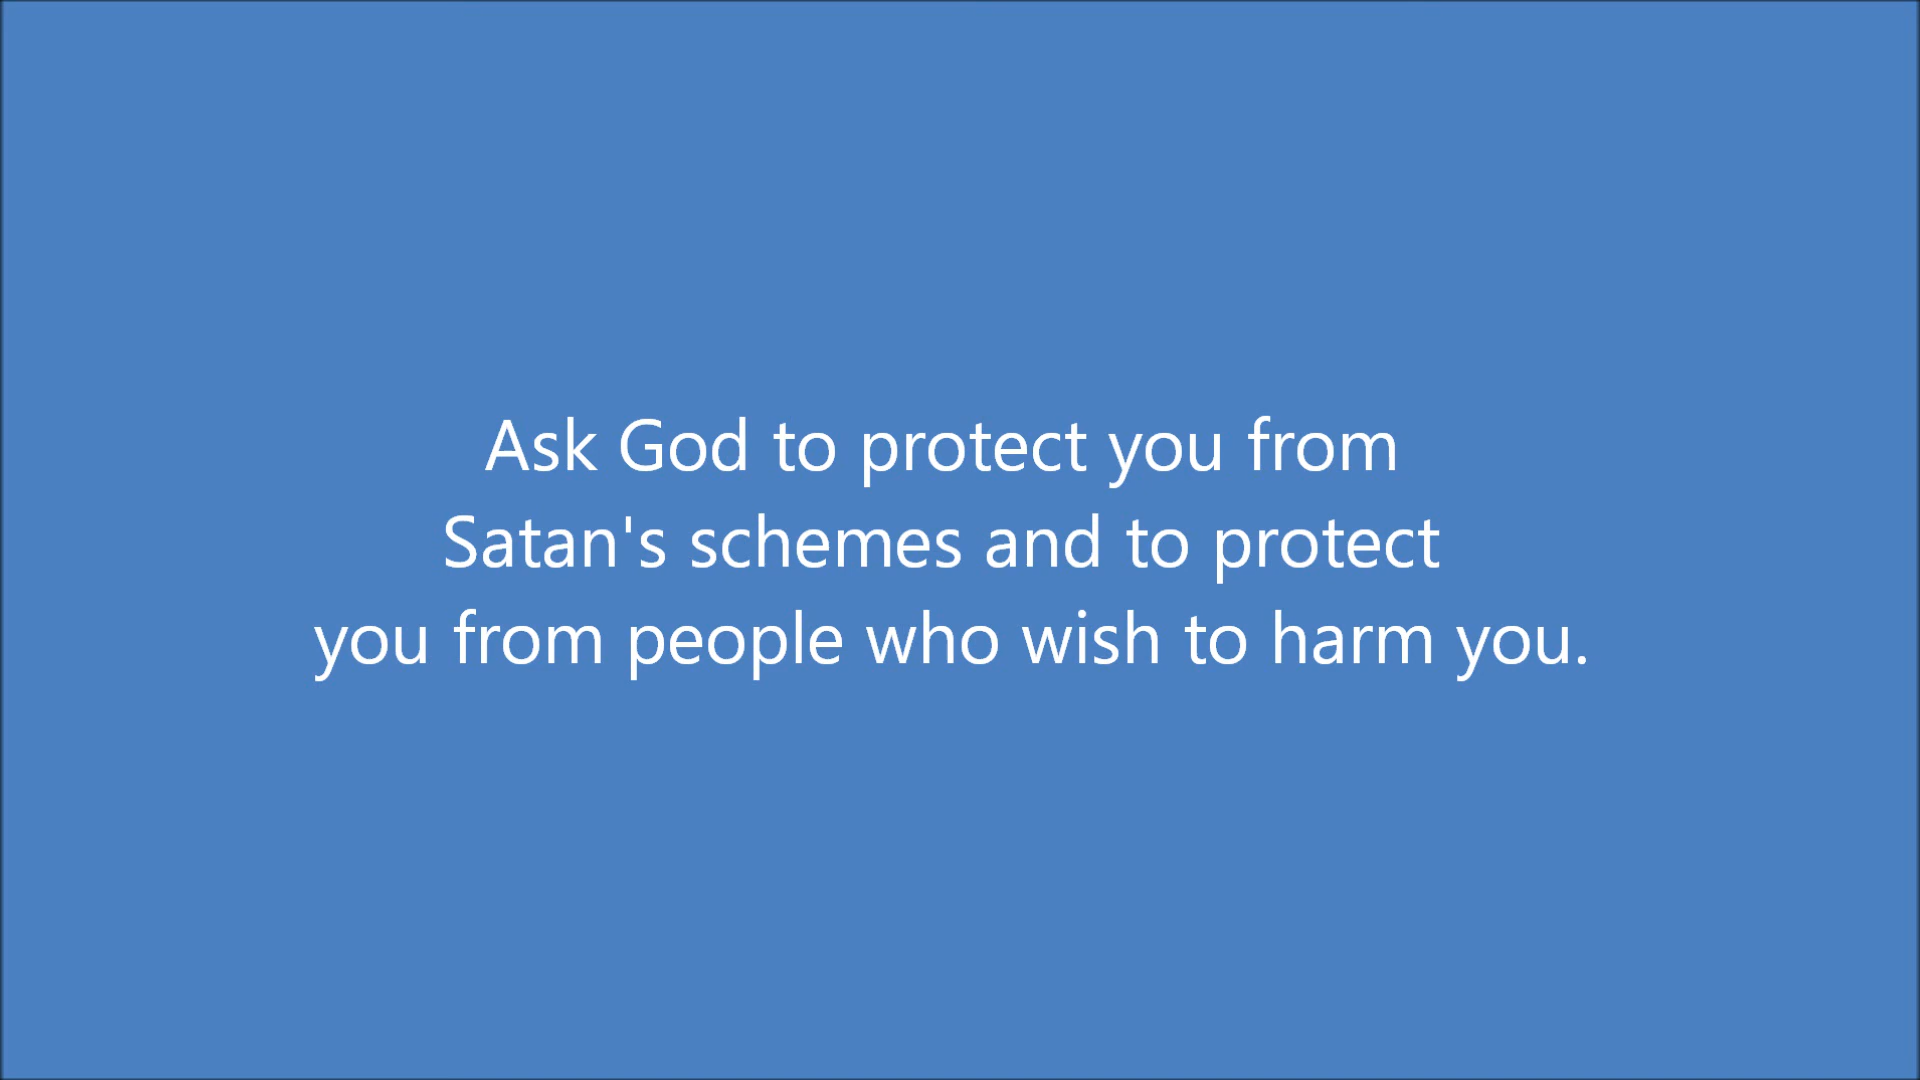 Ask God to protect you from
Satan's schemes and to protect
you from people who wish to harm you.